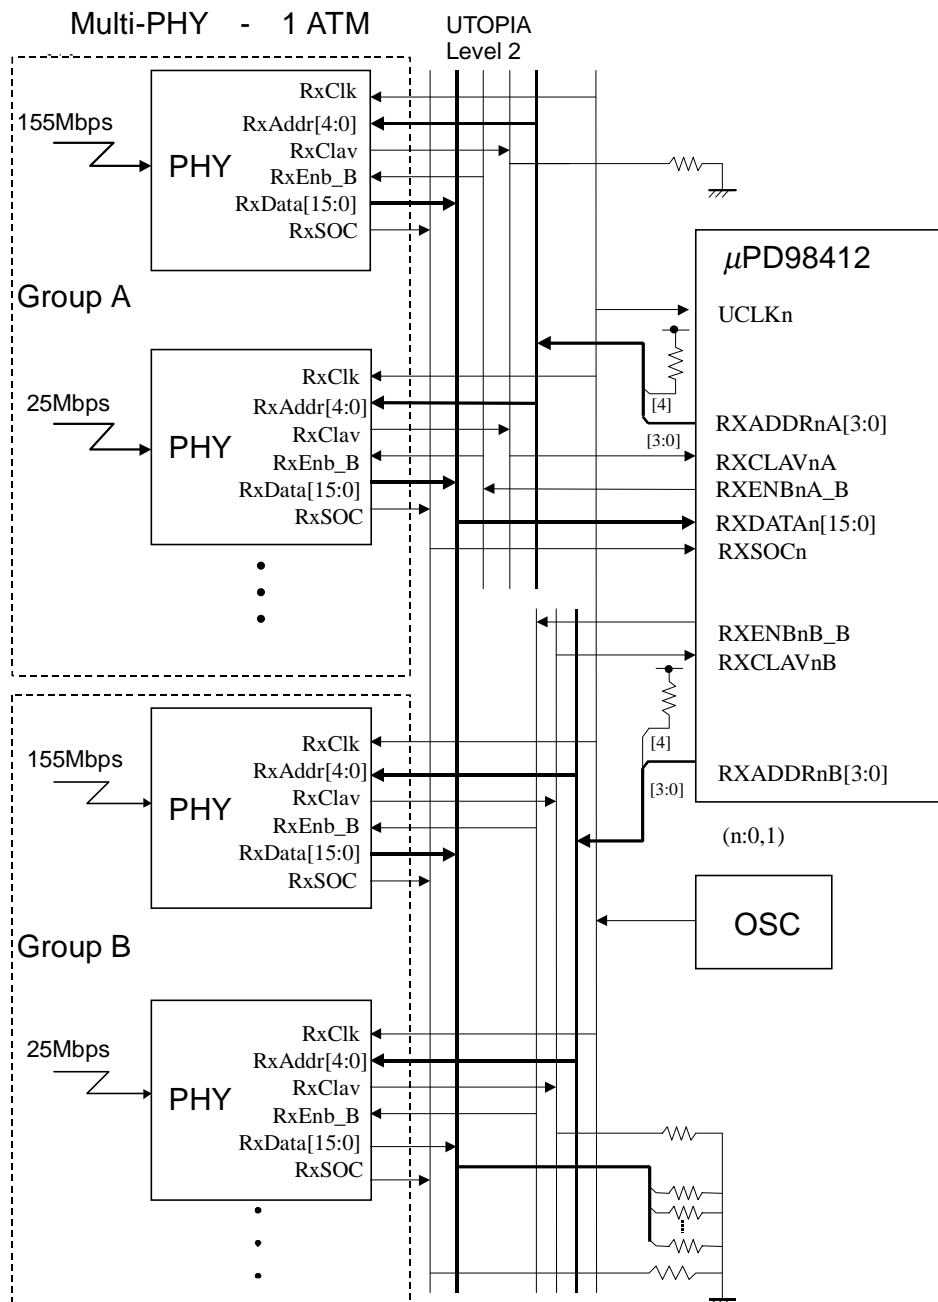 Multi-PHY - 1 ATM
UTOPIA
Level 2
155Mbps
PHY
RxClk
RxAddr[4:0]
RxClav
RxEnb_B
RxData[15:0]
RxSOC
Group A
25Mbps
PHY
RxClk
RxAddr[4:0]
RxClav
RxEnb_B
RxData[15:0]
RxSOC
μPD98412
UCLKn
[4]
[3:0]
RXADDRnA[3:0]
RXCLAVnA
RXENBnA_B
RXDATAn[15:0]
RXSOCn
RXENBnB_B
RXCLAVnB
[4]
[3:0]
RXADDRnB[3:0]
(n:0,1)
OSC
155Mbps
PHY
RxClk
RxAddr[4:0]
RxClav
RxEnb_B
RxData[15:0]
RxSOC
Group B
25Mbps
PHY
RxClk
RxAddr[4:0]
RxClav
RxEnb_B
RxData[15:0]
RxSOC